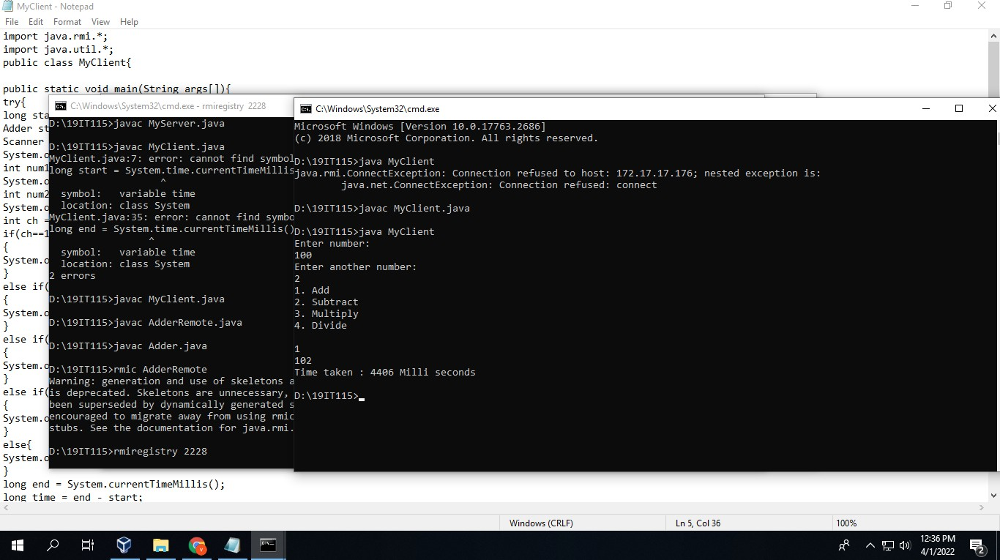 MyClient - Notepad
File Edit Format View Help
import java.rmi.*;
import java.util.*;
public class MyClient{
public static void main(String args[]){
try{
long sta
Adder st
Scanner
System.o
int num1
System.o
int num2
System.o
int ch =
if(ch==1
{
System.o
}
else if(
{
System.o
}
else if(
{
System.o
}
else if(
{
System.o
}
else{
System.o
}
long end = System.currentTimeMillis();
long time = end - start;
C:\Windows\System32\cmd.exe - rmiregistry 2228
D:\19IT115>javac MyServer.java
D:\19IT115>javac MyClient.java
MyClient.java:7: error: cannot find symbol
long start = System.time.currentTimeMillis
^
symbol: variable time
location: class System
MyClient.java:35: error: cannot find symbo
long end = System.time.currentTimeMillis()
^
symbol: variable time
location: class System
2 errors
D:\19IT115>javac MyClient.java
D:\19IT115>javac AdderRemote.java
D:\19IT115>javac Adder.java
D:\19IT115>rmic AdderRemote
Warning: generation and use of skeletons a
is deprecated. Skeletons are unnecessary,
been superseded by dynamically generated s
encouraged to migrate away from using rmic
stubs. See the documentation for java.rmi.
D:\19IT115>rmiregistry 2228
C:\Windows\System32\cmd.exe
Microsoft Windows [Version 10.0.17763.2686]
(c) 2018 Microsoft Corporation. All rights reserved.
D:\19IT115>java MyClient
java.rmi.ConnectException: Connection refused to host: 172.17.17.176; nested exception is:
java.net.ConnectException: Connection refused: connect
D:\19IT115>javac MyClient.java
D:\19IT115>java MyClient
Enter number:
100
Enter another number:
2
1. Add
2. Subtract
3. Multiply
4. Divide
1
102
Time taken : 4406 Milli seconds
D:\19IT115>
Windows (CRLF) Ln 5, Col 36 100%
12:36 PM
4/1/2022
2